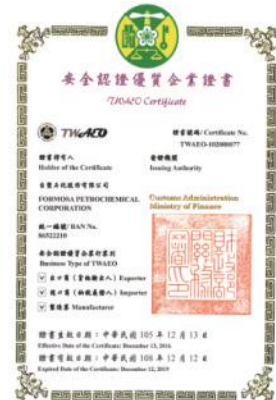 安全認證優質企業證書
TWAEO Certificate
TWAEO
證書號碼/Certificate No.
TWAEO-102000077
證書持有人
Holder of the Certificate
簽證機關
Issuing Authority
台塑石化股份有限公司
FORMOSA PETROCHEMICAL
CORPORATION
Customs Administration
Ministry of Finance
統一編號/BAN No.
86522210
安全認證優質企業計業別
Business Type of TWAEO
出口商(貨物輸出人) Exporter
進口商(納稅義務人) Importer
製造業 Manufacturer
證書生效日期:中華民國 105 年 12 月 13 日
Effective Date of the Certificate: December 13, 2016
證書有效日期:中華民國 108 年 12 月 12 日
Expired Date of the Certificate: December 12, 2019